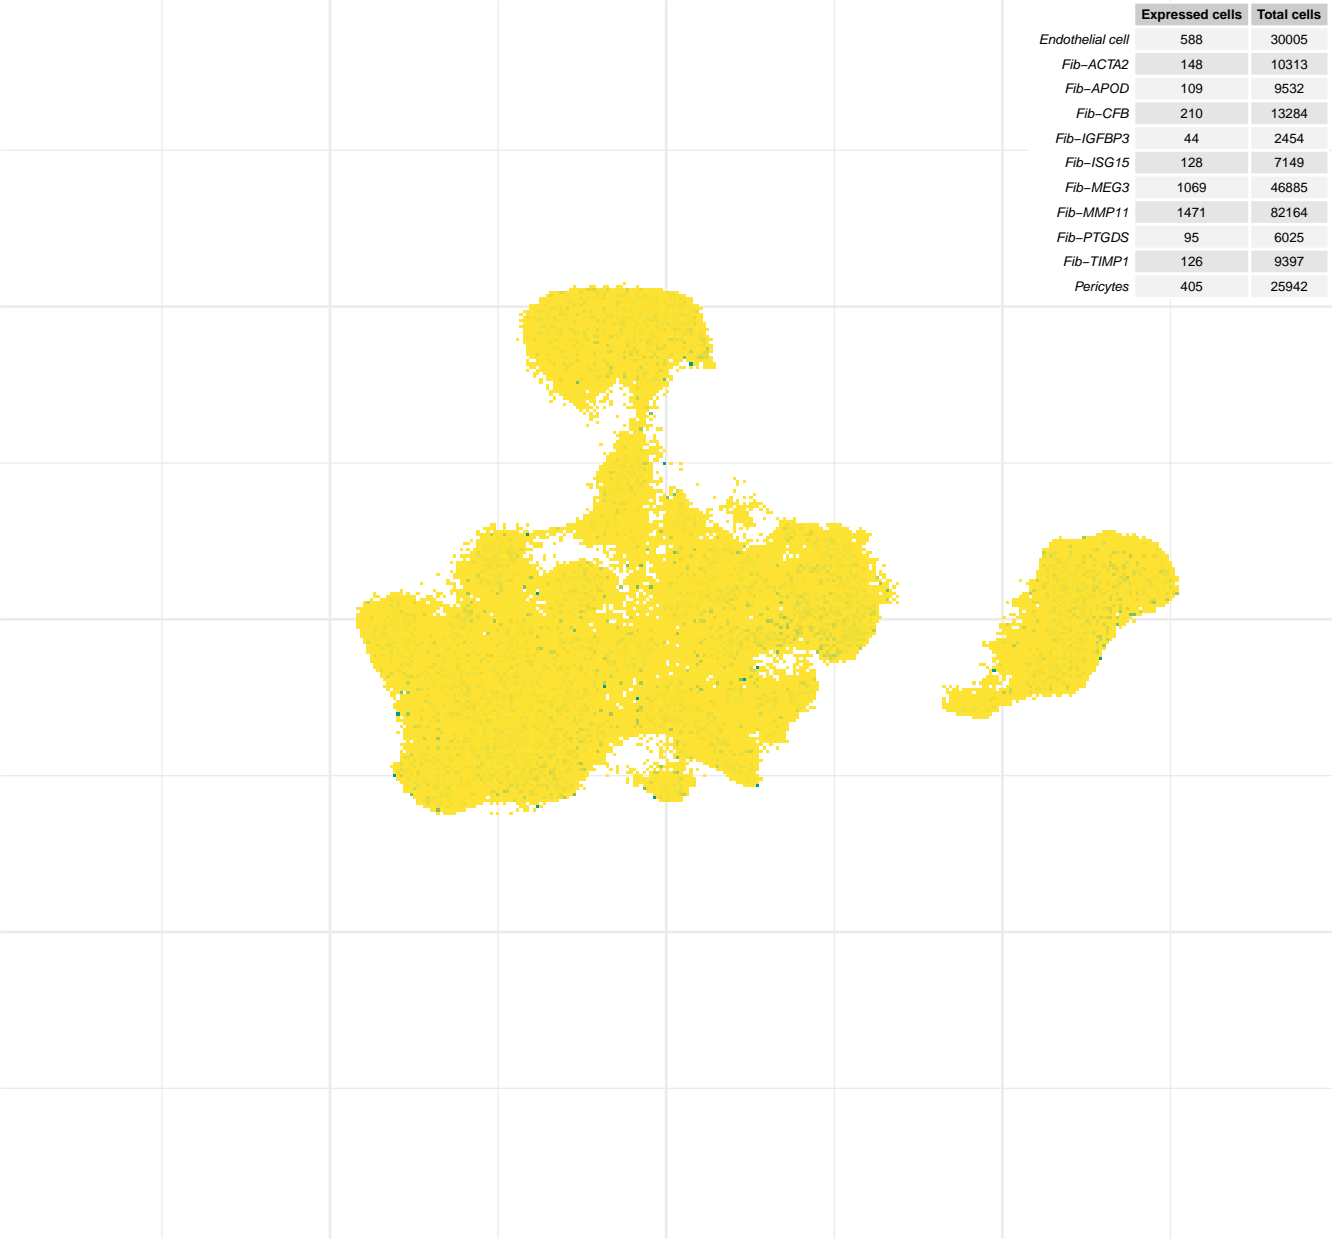 Expressed cells Total cells
Endothelial cell 588 30005
Fib−ACTA2 148 10313
Fib−APOD 109 9532
Fib−CFB 210 13284
Fib−IGFBP3 44 2454
Fib−ISG15 128 7149
Fib−MEG3 1069 46885
Fib−MMP11 1471 82164
Fib−PTGDS 95 6025
Fib−TIMP1 126 9397
Pericytes 405 25942